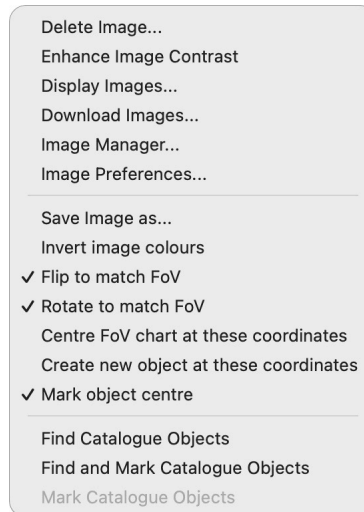 Delete Image...
Enhance Image Contrast
Display Images...
Download Images...
Image Manager...
Image Preferences...
Save Image as...
Invert image colours
✓ Flip to match FoV
✓ Rotate to match FoV
Centre FoV chart at these coordinates
Create new object at these coordinates
✓ Mark object centre
Find Catalogue Objects
Find and Mark Catalogue Objects
Mark Catalogue Objects